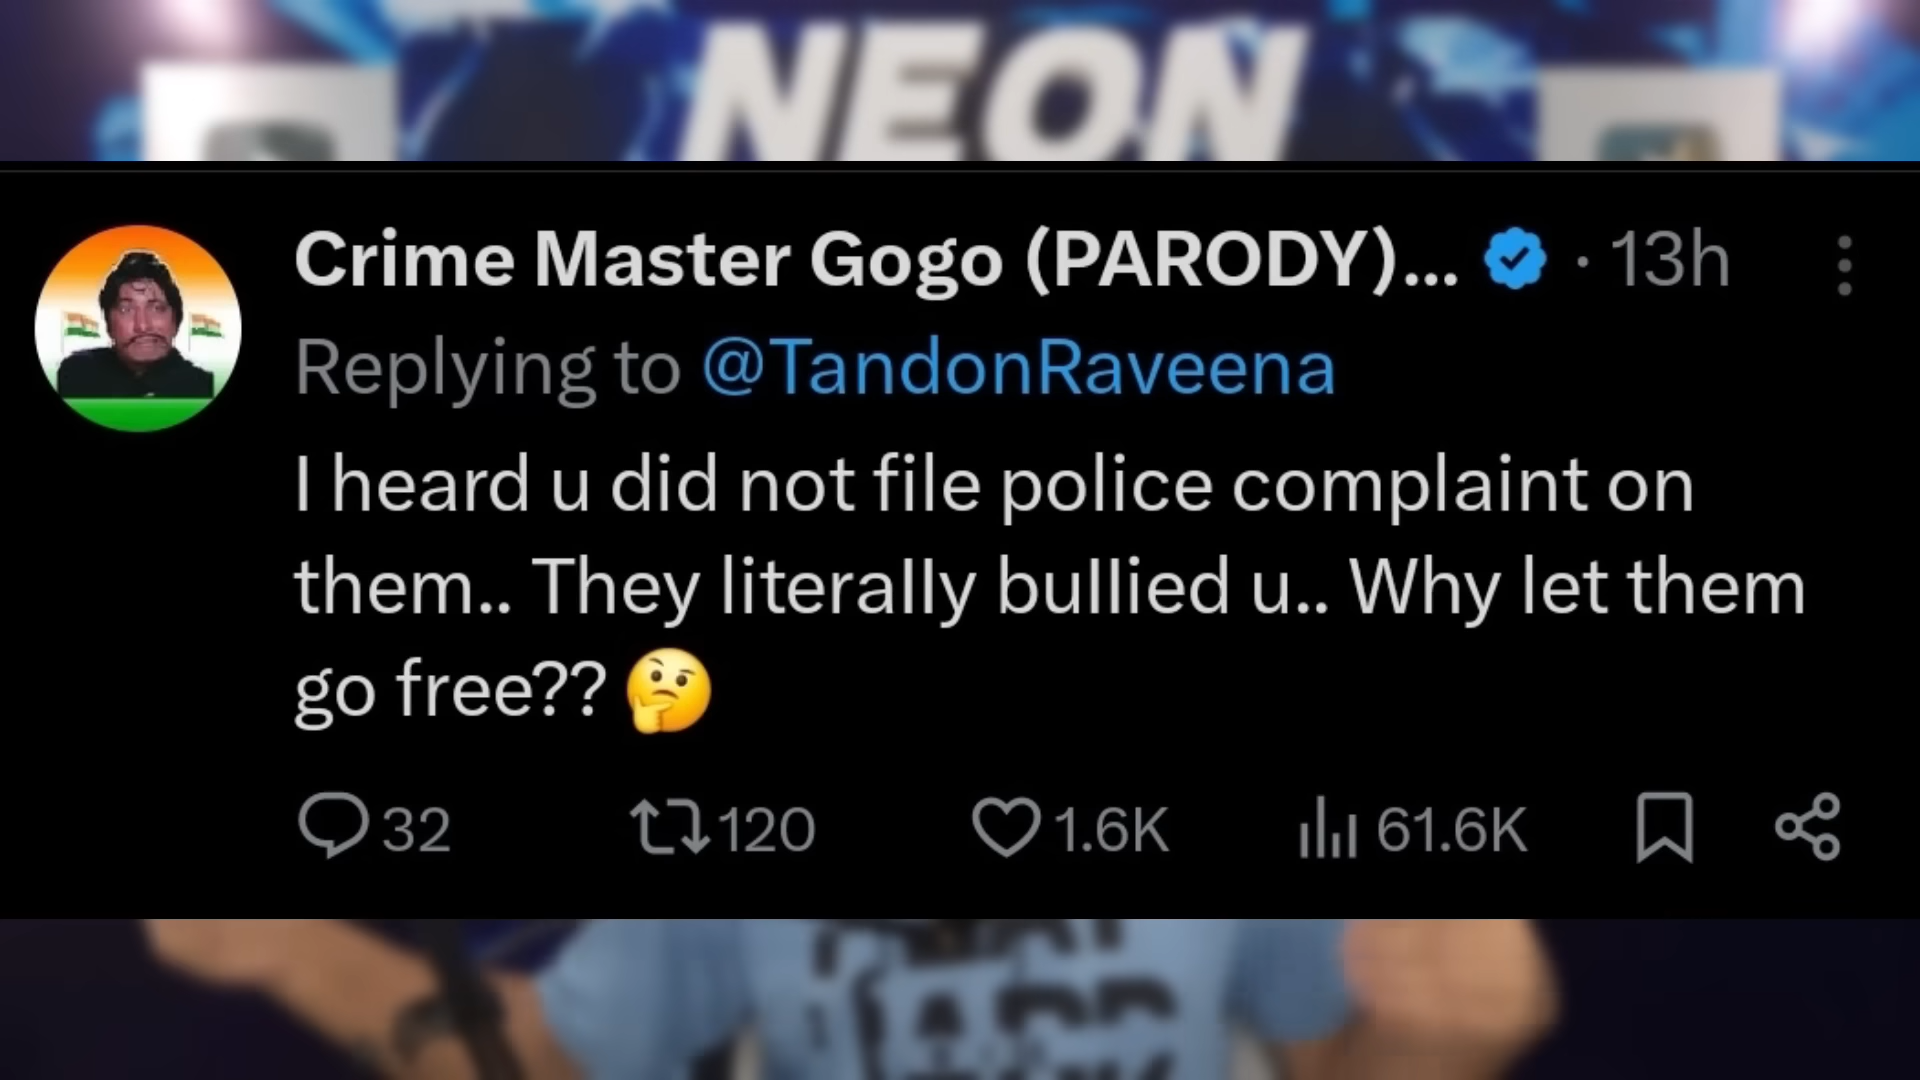 NEON
Crime Master Gogo (PARODY)... · 13h
Replying to @TandonRaveena
I heard u did not file police complaint on
them.. They literally bullied u.. Why let them
go free?? 🤔
32 120 1.6K 61.6K